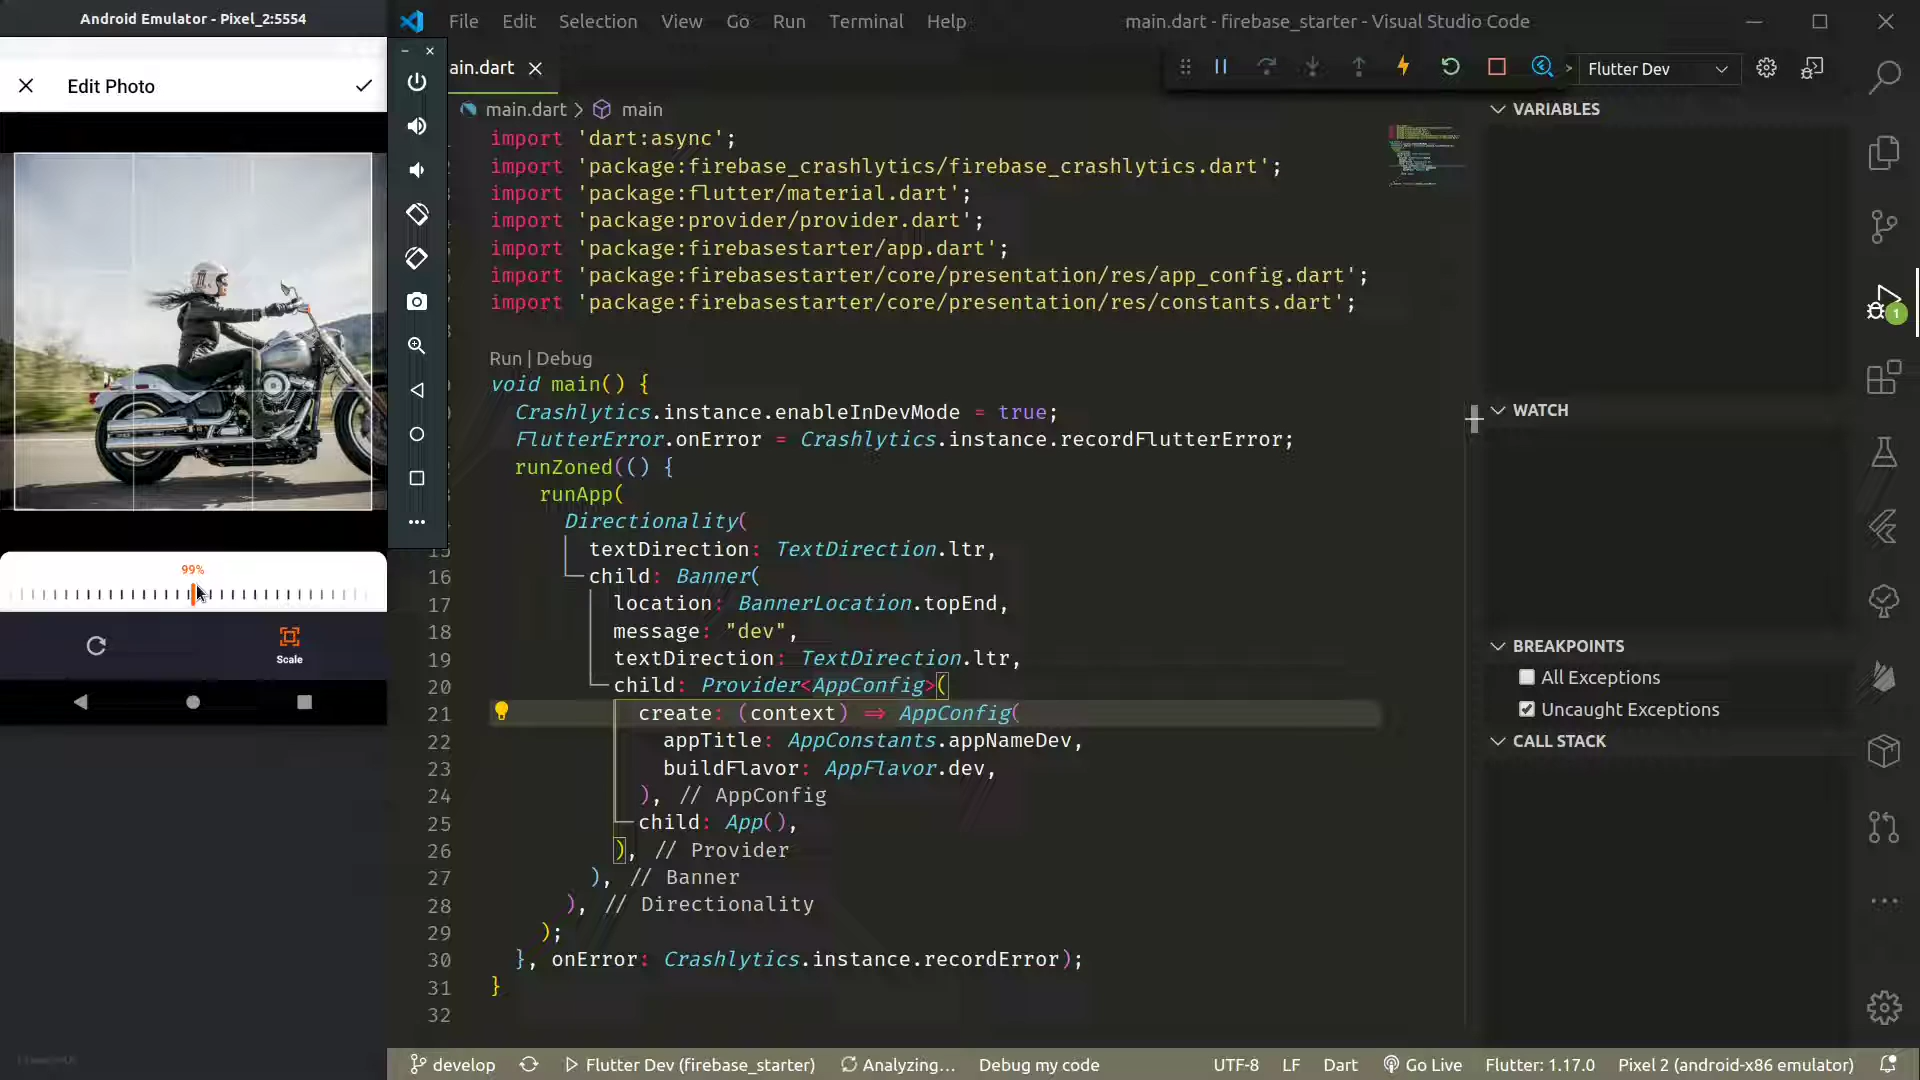 Android Emulator - Pixel_2:5554
Edit Photo
99%
Scale
File Edit Selection View Go Run Terminal Help
main.dart - firebase_starter - Visual Studio Code
ain.dart
Flutter Dev
main.dart > main
import 'dart:async';
import 'package:firebase_crashlytics/firebase_crashlytics.dart';
import 'package:flutter/material.dart';
import 'package:provider/provider.dart';
import 'package:firebasestarter/app.dart';
import 'package:firebasestarter/core/presentation/res/app_config.dart';
import 'package:firebasestarter/core/presentation/res/constants.dart';
Run | Debug
void main() {
Crashlytics.instance.enableInDevMode = true;
FlutterError.onError = Crashlytics.instance.recordFlutterError;
runZoned(() {
runApp(
Directionality(
15 textDirection: TextDirection.ltr,
16 child: Banner(
17 location: BannerLocation.topEnd,
18 message: "dev",
19 textDirection: TextDirection.ltr,
20 child: Provider<AppConfig>(
21 create: (context) => AppConfig(
22 appTitle: AppConstants.appNameDev,
23 buildFlavor: AppFlavor.dev,
24 ), // AppConfig
25 child: App(),
26 ), // Provider
27 ), // Banner
28 ), // Directionality
29 );
30 }, onError: Crashlytics.instance.recordError);
31 }
32
VARIABLES
WATCH
BREAKPOINTS
All Exceptions
Uncaught Exceptions
CALL STACK
1
develop Flutter Dev (firebase_starter) Analyzing... Debug my code UTF-8 LF Dart Go Live Flutter: 1.17.0 Pixel 2 (android-x86 emulator)